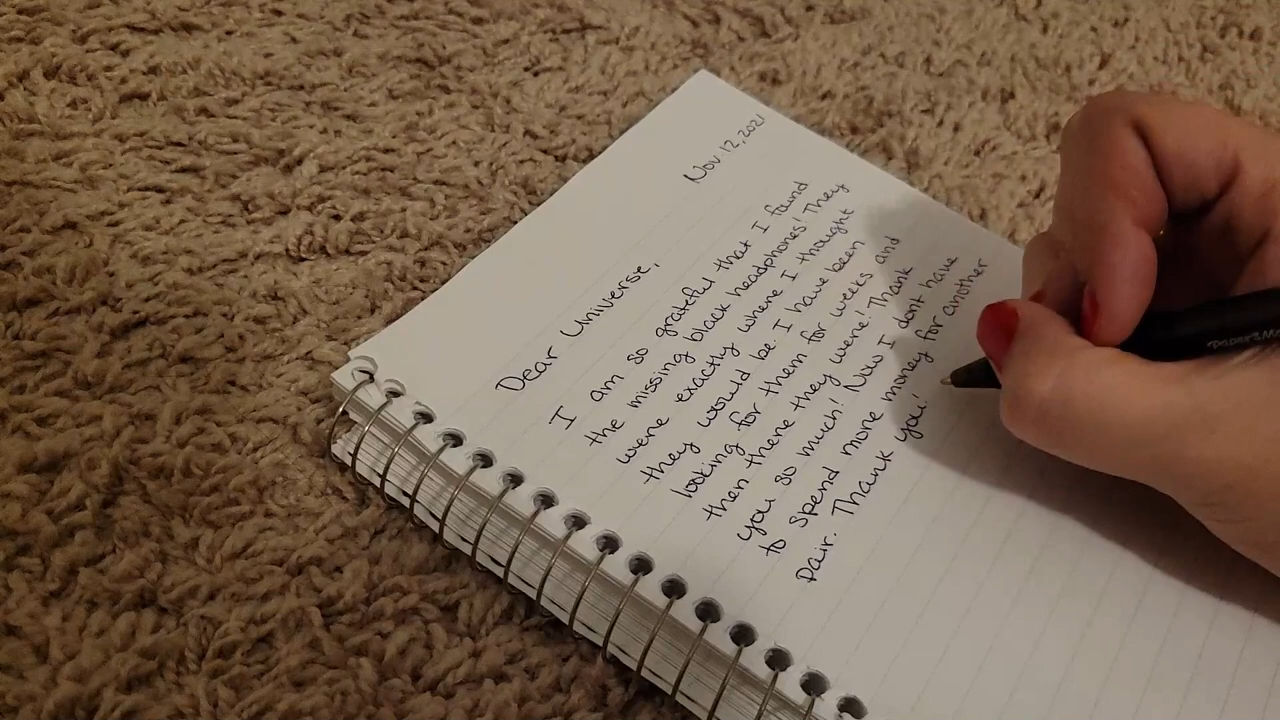 Nov 12, 2021
Dear Universe,
I am so grateful that I found
the missing black headphones! They
were exactly where I thought
they would be. I have been
looking for them for weeks and
then there they were! Thank
you so much! Now I dont have
to spend more money for another
pair. Thank you!